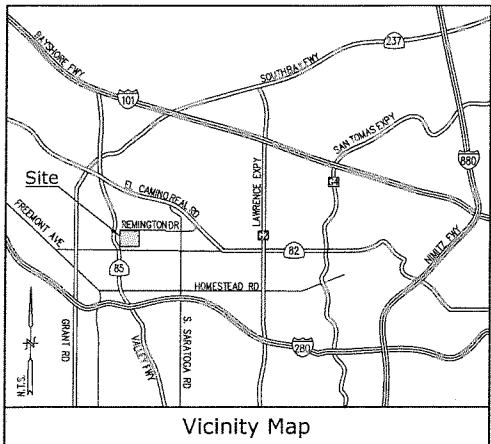 BAYSHORE FWY
101
SOUTHBAY FWY
237
SAN TOMAS EXPY
880
Site
EL CAMINO REAL RD
LAWRENCE EXPY
FREEMONT AVE
REMINGTON DR
82
NIMITZ FWY
85
HOMESTEAD RD
280
GRANT RD
VALLEY FWY
S. SARATOGA RD
N.T.S.
Vicinity Map